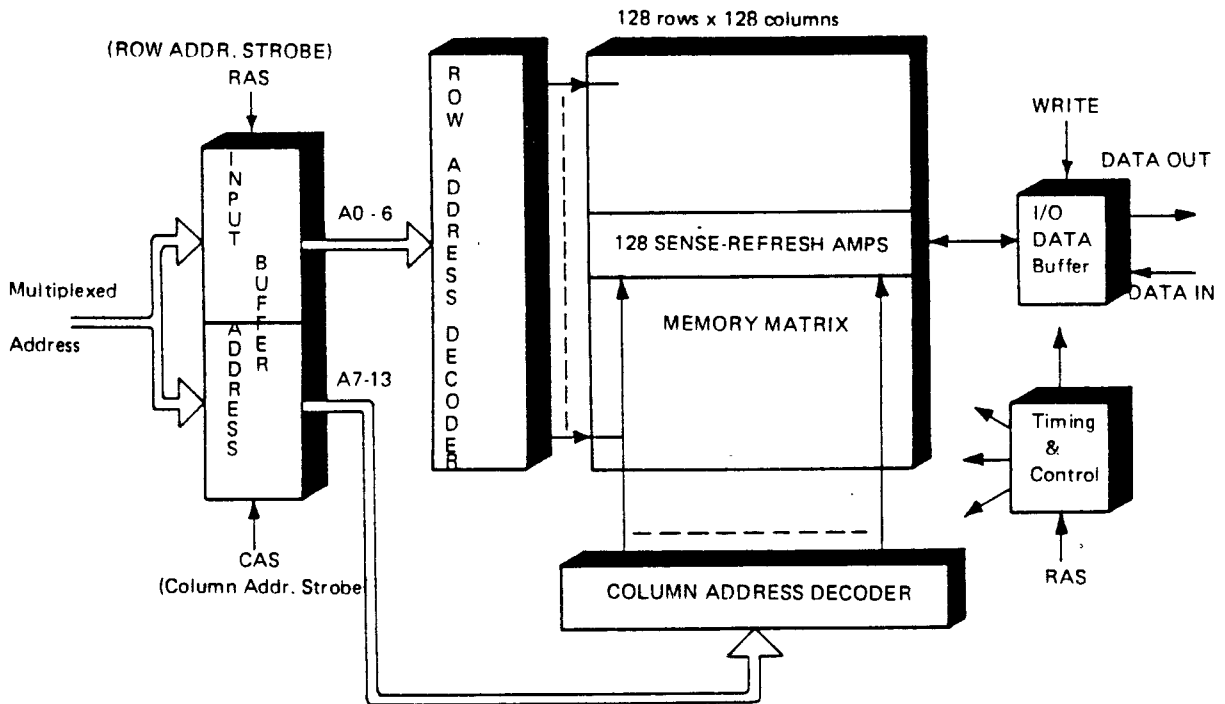 128 rows x 128 columns
(ROW ADDR. STROBE)
RAS
INPUT ADDRESS
BUFFER
Multiplexed
Address
A0 - 6
A7-13
CAS
(Column Addr. Strobe
ROW ADDRESS DECODER
128 SENSE-REFRESH AMPS
MEMORY MATRIX
COLUMN ADDRESS DECODER
WRITE
DATA OUT
I/O
DATA
Buffer
DATA IN
Timing
&
Control
RAS